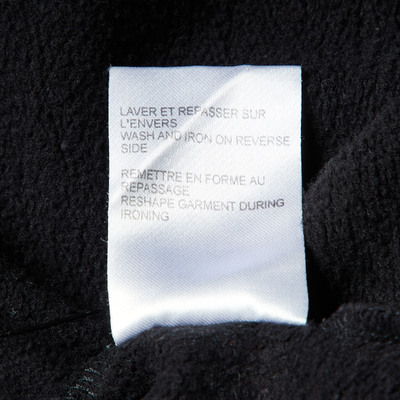 LAVER ET REPASSER SUR
L'ENVERS
WASH AND IRON ON REVERSE
SIDE
REMETTRE EN FORME AU
REPASSAGE
RESHAPE GARMENT DURING
IRONING